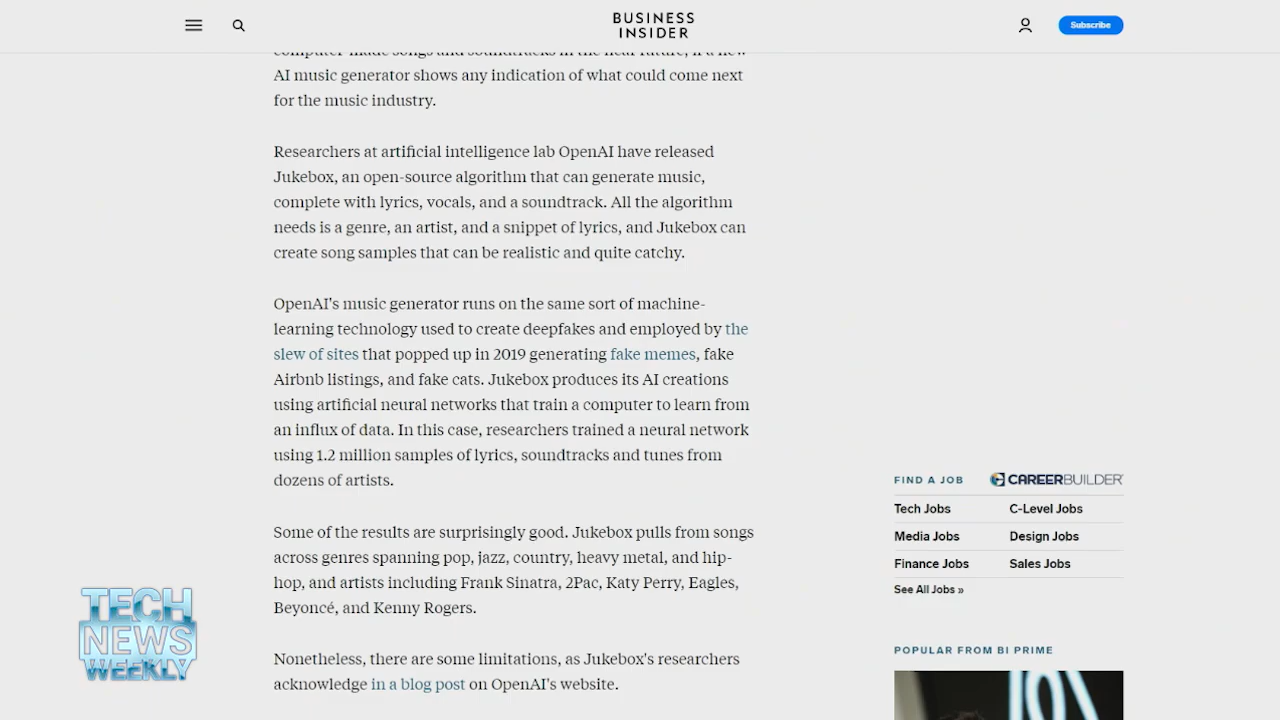 BUSINESS
INSIDER
Subscribe
computer-made songs and soundtracks in the near future, if a new
AI music generator shows any indication of what could come next
for the music industry.
Researchers at artificial intelligence lab OpenAI have released
Jukebox, an open-source algorithm that can generate music,
complete with lyrics, vocals, and a soundtrack. All the algorithm
needs is a genre, an artist, and a snippet of lyrics, and Jukebox can
create song samples that can be realistic and quite catchy.
OpenAI's music generator runs on the same sort of machine-
learning technology used to create deepfakes and employed by the
slew of sites that popped up in 2019 generating fake memes, fake
Airbnb listings, and fake cats. Jukebox produces its AI creations
using artificial neural networks that train a computer to learn from
an influx of data. In this case, researchers trained a neural network
using 1.2 million samples of lyrics, soundtracks and tunes from
dozens of artists.
Some of the results are surprisingly good. Jukebox pulls from songs
across genres spanning pop, jazz, country, heavy metal, and hip-
hop, and artists including Frank Sinatra, 2Pac, Katy Perry, Eagles,
Beyoncé, and Kenny Rogers.
Nonetheless, there are some limitations, as Jukebox's researchers
acknowledge in a blog post on OpenAI's website.
FIND A JOB CAREERBUILDER
Tech Jobs C-Level Jobs
Media Jobs Design Jobs
Finance Jobs Sales Jobs
See All Jobs »
POPULAR FROM BI PRIME
TECH
NEWS
WEEKLY